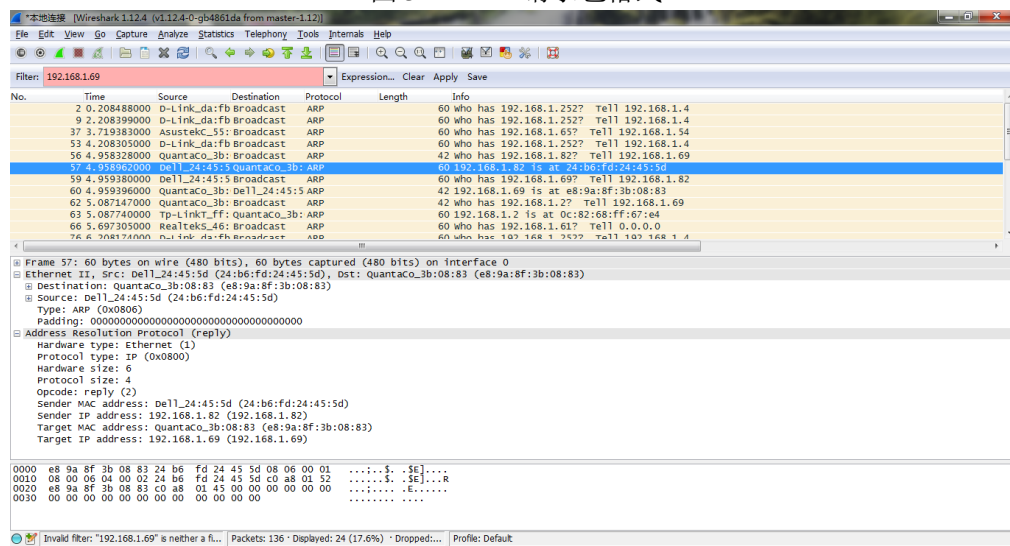 *本地连接 [Wireshark 1.12.4 (v1.12.4-0-gb4861da from master-1.12)]
File Edit View Go Capture Analyze Statistics Telephony Tools Internals Help
Filter: 192.168.1.69 Expression... Clear Apply Save
No. Time Source Destination Protocol Length Info
2 0.208488000 D-Link_da:fb Broadcast ARP 60 who has 192.168.1.252? Tell 192.168.1.4
9 2.208399000 D-Link_da:fb Broadcast ARP 60 who has 192.168.1.252? Tell 192.168.1.4
37 3.719383000 AsustekC_55: Broadcast ARP 60 who has 192.168.1.65? Tell 192.168.1.54
53 4.208305000 D-Link_da:fb Broadcast ARP 60 who has 192.168.1.252? Tell 192.168.1.4
56 4.958328000 QuantaCo_3b: Broadcast ARP 42 who has 192.168.1.82? Tell 192.168.1.69
57 4.958962000 Dell_24:45:5 QuantaCo_3b: ARP 60 192.168.1.82 is at 24:b6:fd:24:45:5d
59 4.959380000 Dell_24:45:5 Broadcast ARP 60 who has 192.168.1.69? Tell 192.168.1.82
60 4.959396000 QuantaCo_3b: Dell_24:45:5 ARP 42 192.168.1.69 is at e8:9a:8f:3b:08:83
62 5.087147000 QuantaCo_3b: Broadcast ARP 42 who has 192.168.1.2? Tell 192.168.1.69
63 5.087740000 Tp-LinkT_ff: QuantaCo_3b: ARP 60 192.168.1.2 is at 0c:82:68:ff:67:e4
66 5.697305000 RealtekS_46: Broadcast ARP 60 who has 192.168.1.61? Tell 0.0.0.0
76 6.208174000 D-Link_da:fb Broadcast ARP 60 who has 192.168.1.252? Tell 192.168.1.4
Frame 57: 60 bytes on wire (480 bits), 60 bytes captured (480 bits) on interface 0
Ethernet II, Src: Dell_24:45:5d (24:b6:fd:24:45:5d), Dst: QuantaCo_3b:08:83 (e8:9a:8f:3b:08:83)
Destination: QuantaCo_3b:08:83 (e8:9a:8f:3b:08:83)
Source: Dell_24:45:5d (24:b6:fd:24:45:5d)
Type: ARP (0x0806)
Padding: 000000000000000000000000000000000000
Address Resolution Protocol (reply)
Hardware type: Ethernet (1)
Protocol type: IP (0x0800)
Hardware size: 6
Protocol size: 4
Opcode: reply (2)
Sender MAC address: Dell_24:45:5d (24:b6:fd:24:45:5d)
Sender IP address: 192.168.1.82 (192.168.1.82)
Target MAC address: QuantaCo_3b:08:83 (e8:9a:8f:3b:08:83)
Target IP address: 192.168.1.69 (192.168.1.69)
0000 e8 9a 8f 3b 08 83 24 b6 fd 24 45 5d 08 06 00 01 ...;..$. .$E]....
0010 08 00 06 04 00 02 24 b6 fd 24 45 5d c0 a8 01 52 ......$. .$E]...R
0020 e8 9a 8f 3b 08 83 c0 a8 01 45 00 00 00 00 00 00 ...;.... .E......
0030 00 00 00 00 00 00 00 00 00 00 00 00 ........ ....
Invalid filter: "192.168.1.69" is neither a fi... Packets: 136 · Displayed: 24 (17.6%) · Dropped:... Profile: Default